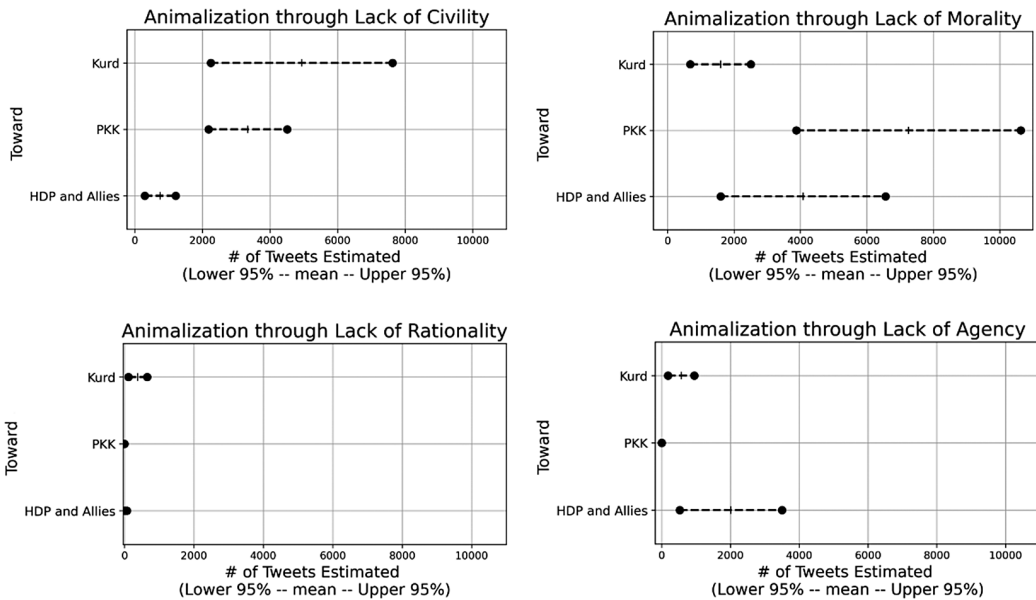 Animalization through Lack of Civility
Toward
Kurd
PKK
HDP and Allies
0 2000 4000 6000 8000 10000
# of Tweets Estimated
(Lower 95% -- mean -- Upper 95%)
Animalization through Lack of Morality
Toward
Kurd
PKK
HDP and Allies
0 2000 4000 6000 8000 10000
# of Tweets Estimated
(Lower 95% -- mean -- Upper 95%)
Animalization through Lack of Rationality
Toward
Kurd
PKK
HDP and Allies
0 2000 4000 6000 8000 10000
# of Tweets Estimated
(Lower 95% -- mean -- Upper 95%)
Animalization through Lack of Agency
Toward
Kurd
PKK
HDP and Allies
0 2000 4000 6000 8000 10000
# of Tweets Estimated
(Lower 95% -- mean -- Upper 95%)